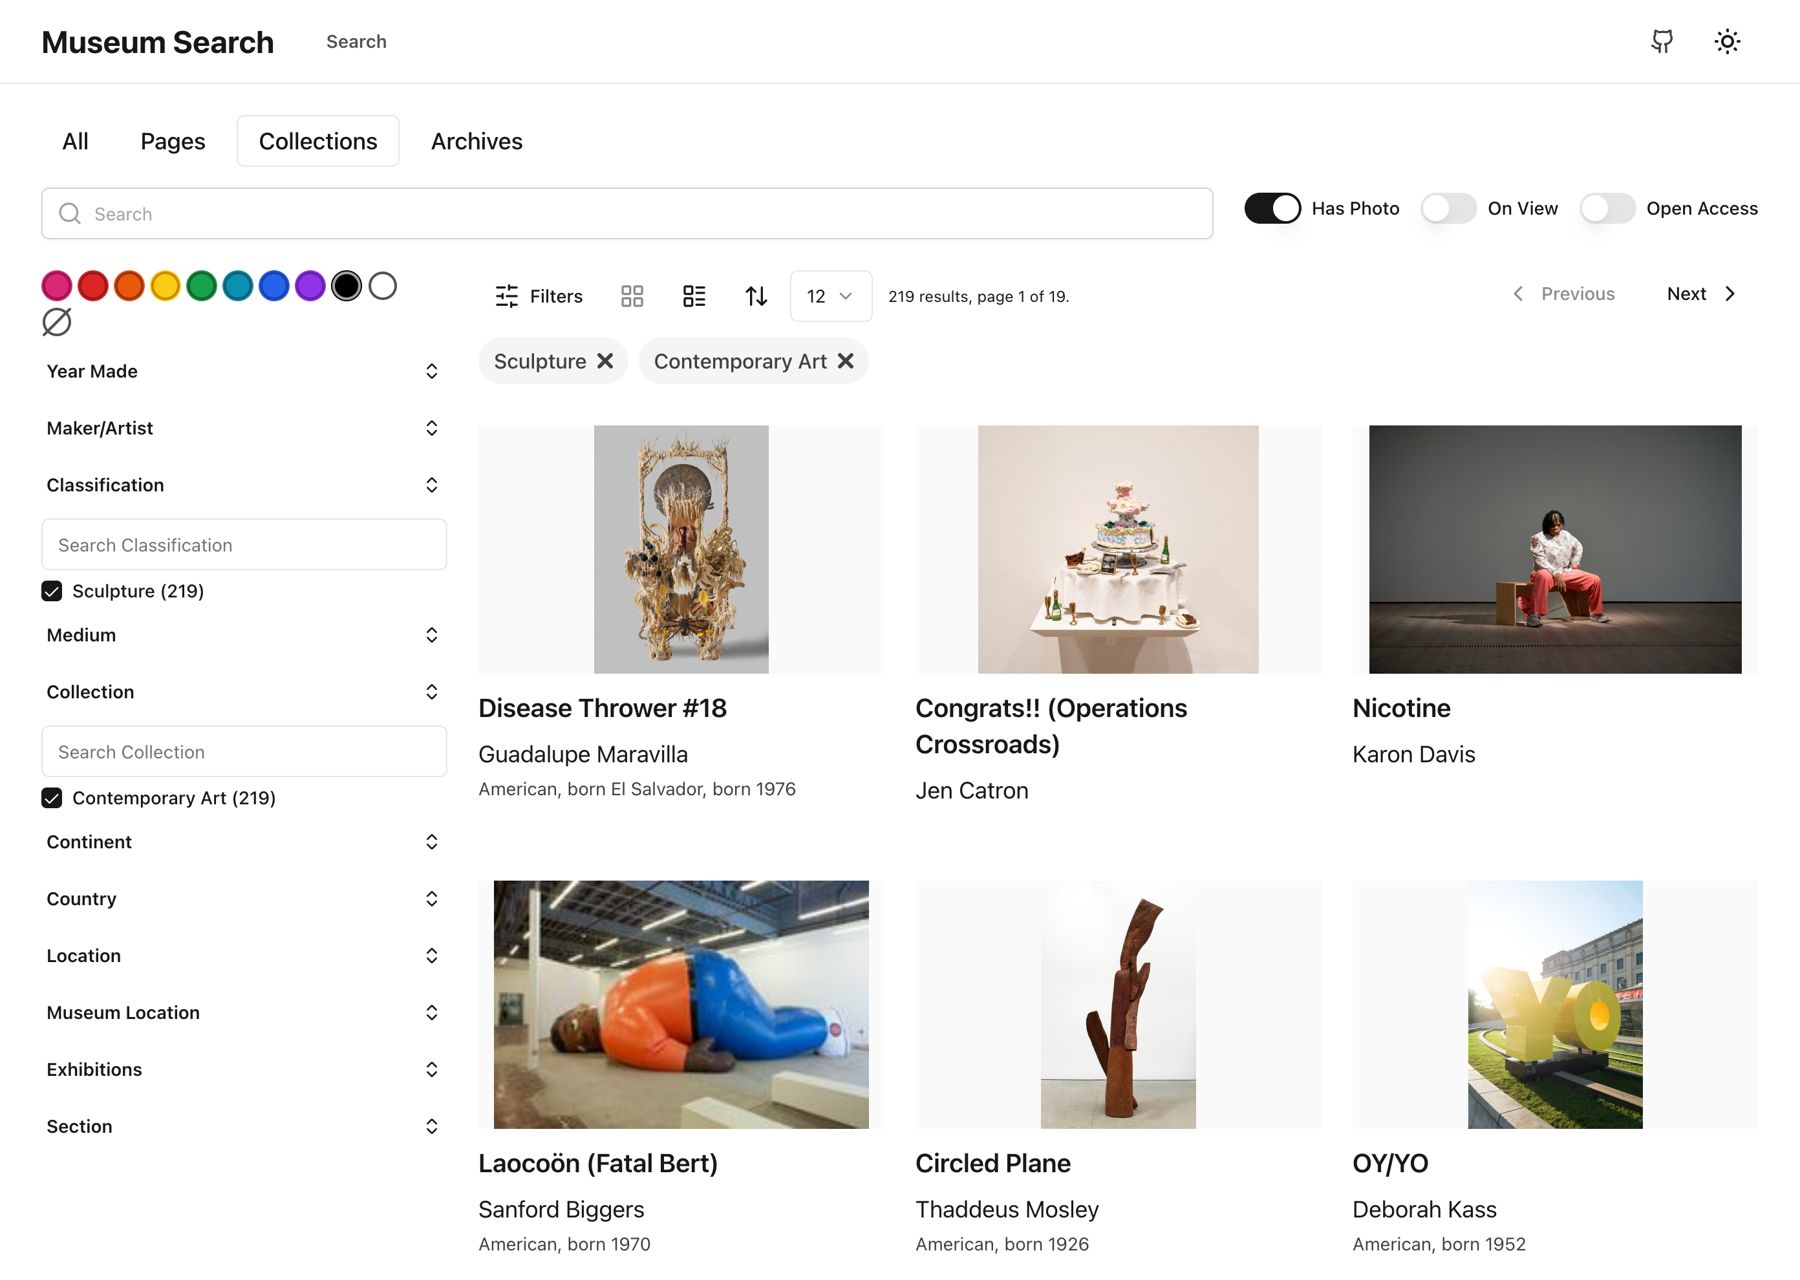 Museum Search
Search
All
Pages
Collections
Archives
Search
Has Photo
On View
Open Access
Filters
12
219 results, page 1 of 19.
Previous
Next
Sculpture
Contemporary Art
Year Made
Maker/Artist
Classification
Search Classification
Sculpture (219)
Medium
Collection
Search Collection
Contemporary Art (219)
Continent
Country
Location
Museum Location
Exhibitions
Section
Disease Thrower #18
Guadalupe Maravilla
American, born El Salvador, born 1976
Congrats!! (Operations
Crossroads)
Jen Catron
Nicotine
Karon Davis
YO
Laocoön (Fatal Bert)
Sanford Biggers
American, born 1970
Circled Plane
Thaddeus Mosley
American, born 1926
OY/YO
Deborah Kass
American, born 1952